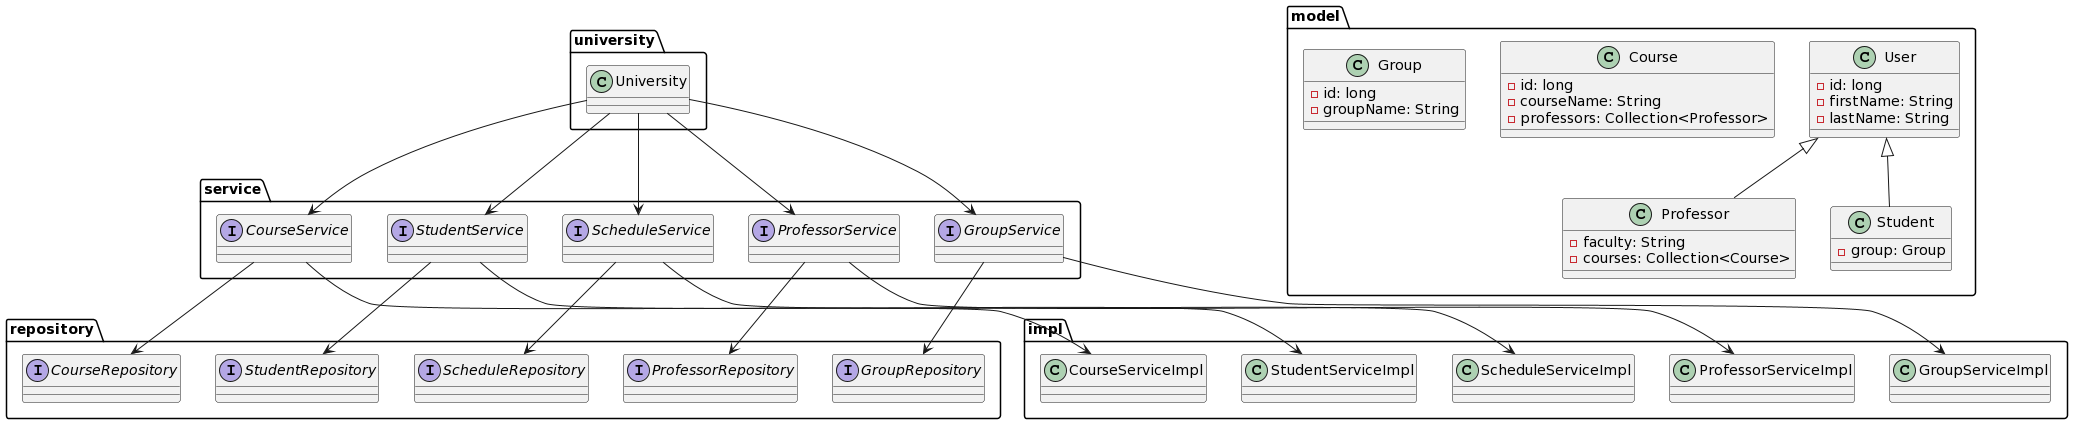 model
university
C Group
id: long
groupName: String
C Course
id: long
courseName: String
professors: Collection<Professor>
C User
id: long
firstName: String
lastName: String
C University
service
I CourseService
I StudentService
I ScheduleService
I ProfessorService
I GroupService
C Professor
faculty: String
courses: Collection<Course>
C Student
group: Group
repository
impl
I CourseRepository
I StudentRepository
I ScheduleRepository
I ProfessorRepository
I GroupRepository
C CourseServiceImpl
C StudentServiceImpl
C ScheduleServiceImpl
C ProfessorServiceImpl
C GroupServiceImpl